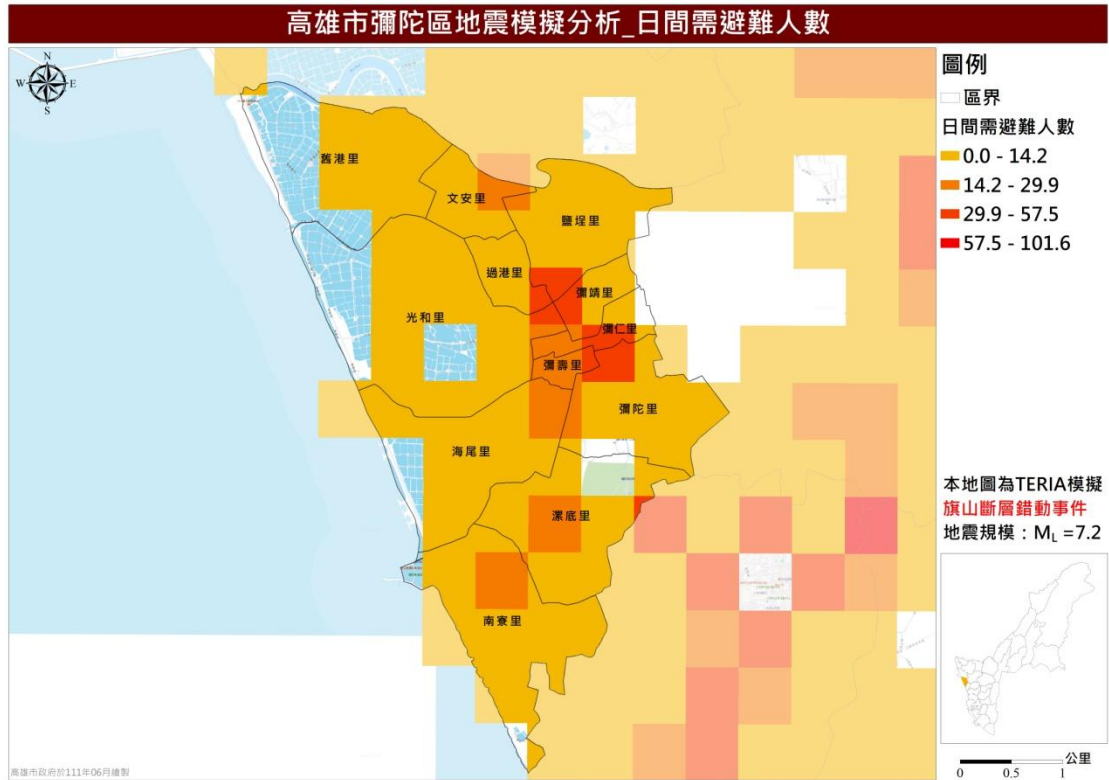 高雄市彌陀區地震模擬分析_日間需避難人數
N
W
E
S
舊港里
文安里
鹽埕里
過港里
彌靖里
光和里
彌仁里
彌壽里
彌陀里
海尾里
漯底里
南寮里
高雄市政府於111年06月繪製
圖例
區界
日間需避難人數
0.0 - 14.2
14.2 - 29.9
29.9 - 57.5
57.5 - 101.6
本地圖為TERIA模擬
旗山斷層錯動事件
地震規模：ML =7.2
公里
0 0.5 1